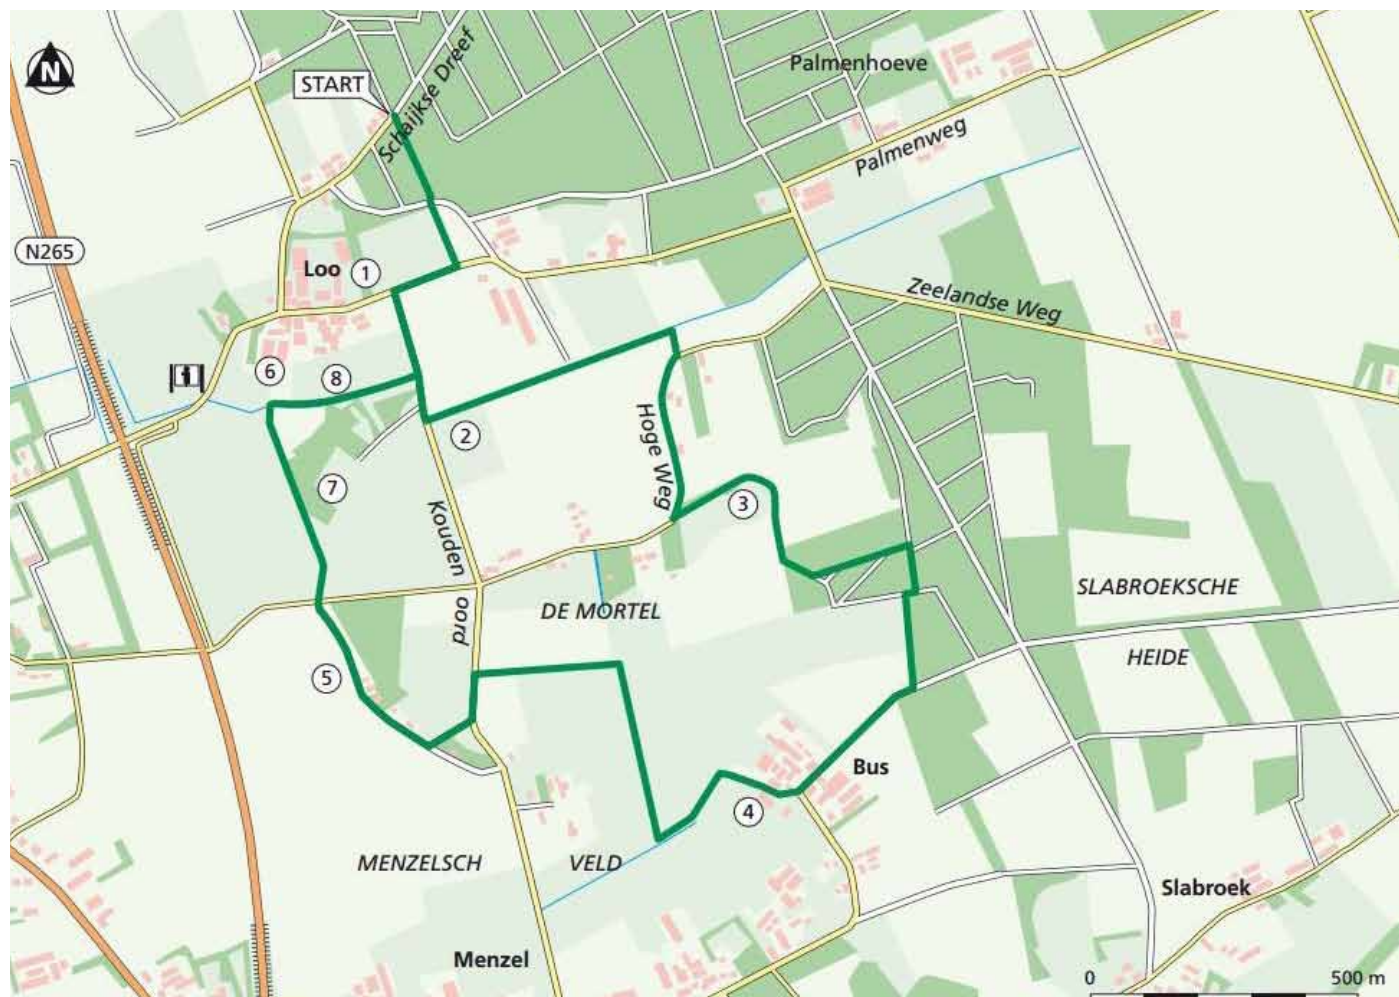 N
START
Schaijkse Dreef
Palmenhoeve
Palmenweg
N265
Loo
1
Zeelandse Weg
6
8
2
Hoge Weg
7
3
Kouden
oord
DE MORTEL
SLABROEKSCHE
HEIDE
5
Bus
4
MENZELSCH
VELD
Slabroek
Menzel
0
500 m